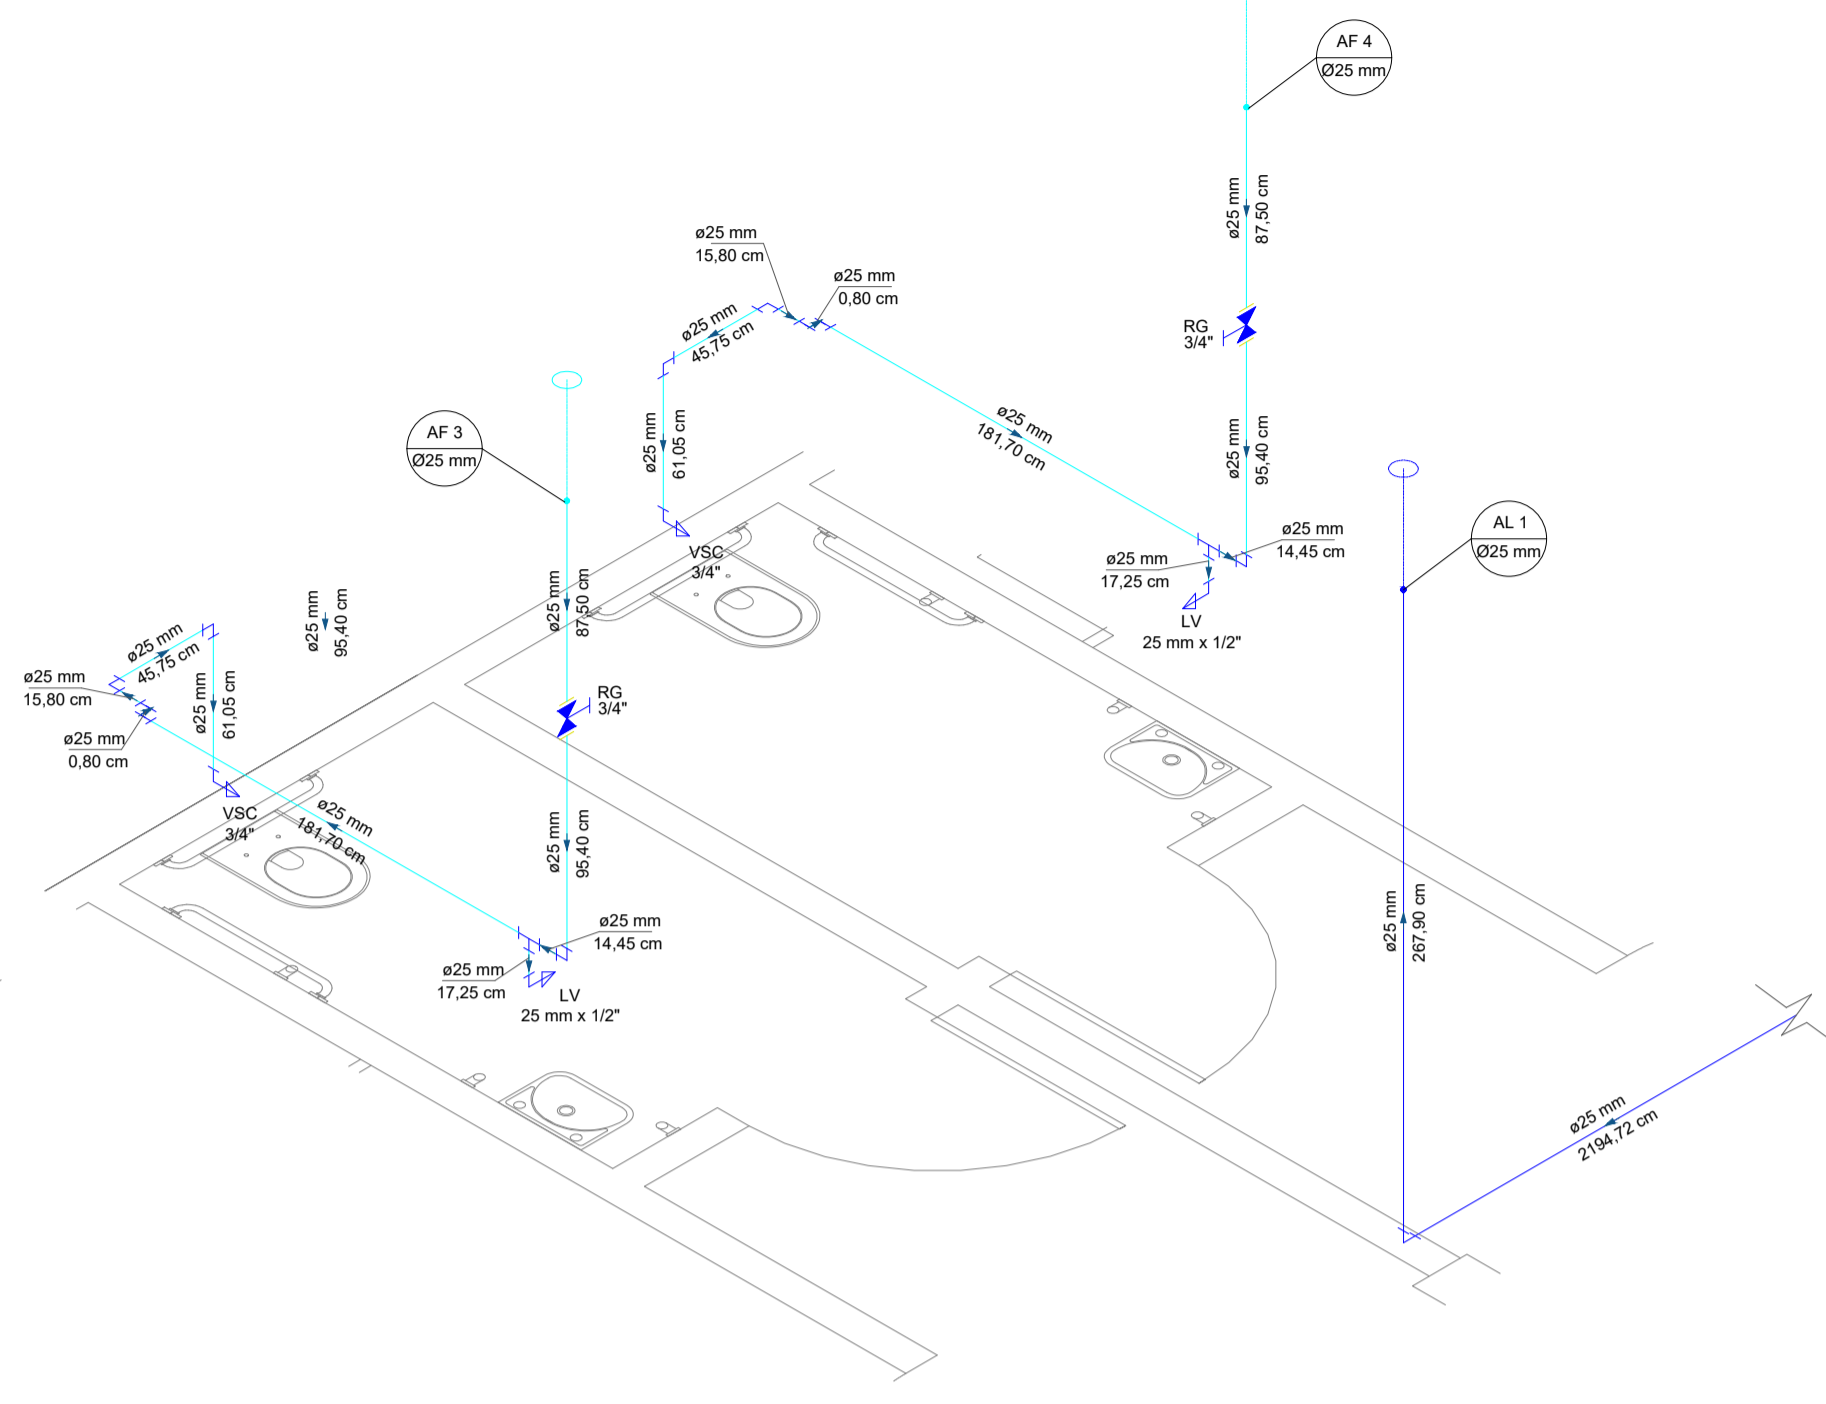 AF 4
Ø25 mm
ø25 mm
87,50 cm
RG
3/4"
ø25 mm
95,40 cm
ø25 mm
15,80 cm
ø25 mm
0,80 cm
ø25 mm
45,75 cm
ø25 mm
61,05 cm
VSC
3/4"
ø25 mm
181,70 cm
ø25 mm
14,45 cm
ø25 mm
17,25 cm
LV
25 mm x 1/2"
AF 3
Ø25 mm
ø25 mm
87,50 cm
RG
3/4"
ø25 mm
95,40 cm
AL 1
Ø25 mm
ø25 mm
95,40 cm
ø25 mm
45,75 cm
ø25 mm
15,80 cm
ø25 mm
0,80 cm
ø25 mm
61,05 cm
VSC
3/4"
ø25 mm
181,70 cm
ø25 mm
14,45 cm
ø25 mm
17,25 cm
LV
25 mm x 1/2"
ø25 mm
267,90 cm
ø25 mm
2194,72 cm